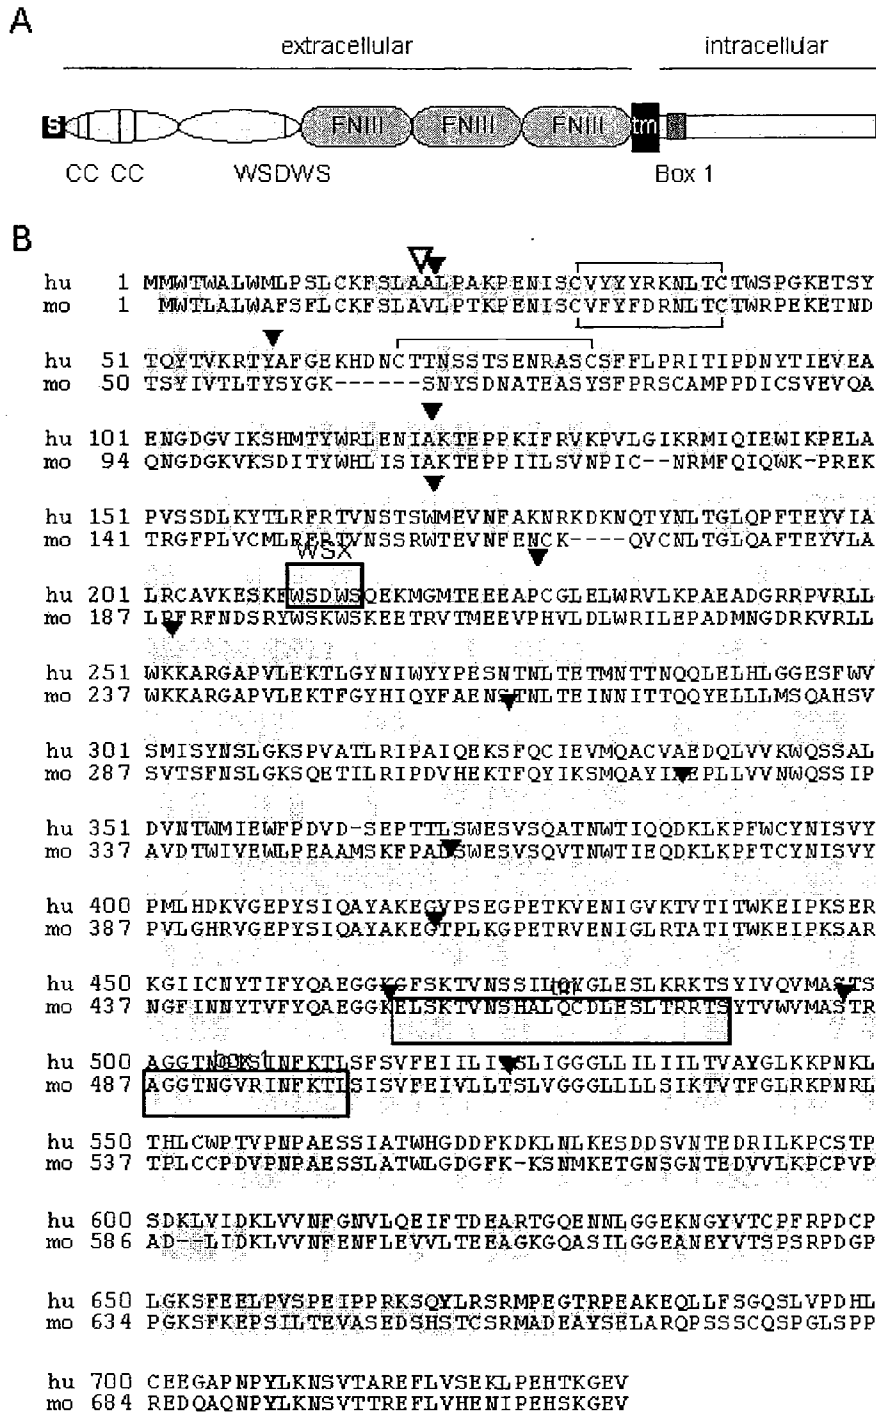 A
extracellular intracellular
S FNIII FNIII FNIII tm
CC CC WSDWS Box 1
B
hu 1 MMWTWALWMLPSLCKFSLAALPAKPENISCVYYYRKNLTCTWSPGKETSY
mo 1 MWTLALWAFSFLCKFSLAVLPTKPENISCVFYFDRNLTCTWRPEKETND
hu 51 TQYTVKRTYAFGEKHDNCTTNSSTSENRASCSFFLPRITIPDNYTIEVEA
mo 50 TSYIVTLTYSYGK------SNYSDNATEASYSFPRSCAMPPDICSVEVQA
hu 101 ENGDGVIKSHMTYWRLENIAKTEPPKIFRVKPVLGIKRMIQIEWIKPELA
mo 94 QNGDGKVKSDITYWHLISIAKTEPPIILSVNPIC--NRMFQIQWK-PREK
hu 151 PVSSDLKYTLRFRTVNSTSWMEVNFAKNRKDKNQTYNLTGLQPFTEYVIA
mo 141 TRGFPLVCMLRFRTVNSSRWTEVNFENCK----QVCNLTGLQAFTEYVLA
WSX
hu 201 LRCAVKESKFWSDWSQEKMGMTEEEAPCGLELWRVLKPAEADGRRPVRLL
mo 187 LRFRFNDSRYWSKWSKEETRVTMEEVPHVLDLWRILEPADMNGDRKVRLL
hu 251 WKKARGAPVLEKTLGYNIWYYPESNTNLTETMNTTNQQLELHLGGESFWV
mo 237 WKKARGAPVLEKTFGYHIQYFAENSTNLTEINNITTQQYELLLMSQAHSV
hu 301 SMISYNSLGKSPVATLRIPAIQEKSFQCIEVMQACVAEDQLVVKWQSSAL
mo 287 SVTSFNSLGKSQETILRIPDVHEKTFQYIKSMQAYIAEPLLVVNWQSSIP
hu 351 DVNTWMIEWFPDVD-SEPTTLSWESVSQATNWTIQQDKLKPFWCYNISVY
mo 337 AVDTWIVEWLPEAAMSKFPALSWESVSQVTNWTIEQDKLKPFTCYNISVY
hu 400 PMLHDKVGEPYSIQAYAKEGVPSEGPETKVENIGVKTVTITWKEIPKSER
mo 387 PVLGHRVGEPYSIQAYAKEGTPLKGPETRVENIGLRTATITWKEIPKSAR
hu 450 KGIICNYTIFYQAEGGKGFSKTVNSSILQYGLESLKRKTSYIVQVMASTS
mo 437 NGFINNYTVFYQAEGGKELSKTVNSHALQCDLESLTRRTSYTVWVMASTR
hu 500 AGGTNGTSINFKTLSFSVFEIILITSLIGGGLLILIILTVAYGLKKPNKL
mo 487 AGGTNGVRINFKTLSISVFEIVLLTSLVGGGLLLLSIKTVTFGLRKPNRL
hu 550 THLCWPTVPNPAESSIATWHGDDFKDKLNLKESDDSVNTEDRILKPCSTP
mo 537 TPLCCPDVPNPAESSLATWLGDGFK-KSNMKETGNSGNTEDVVLKPCPVP
hu 600 SDKLVIDKLVVNFGNVLQEIFTDEARTGQENNLGGEKNGYVTCPFRPDCP
mo 586 AD--LIDKLVVNFENFLEVVLTEEAGKGQASILGGEANEYVTSPSRPDGP
hu 650 LGKSFEELPVSPEIPPRKSQYLRSRMPEGTRPEAKEQLLFSGQSLVPDHL
mo 634 PGKSFKEPSILTEVASEDSHSTCSRMADEAYSELARQPSSSCQSPGLSPP
hu 700 CEEGAPNPYLKNSVTAREFLVSEKLPEHTKGEV
mo 684 REDQAQNPYLKNSVTTREFLVHENIPEHSKGEV